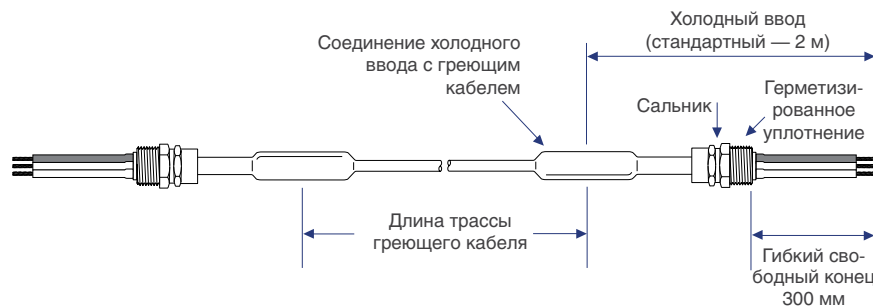 Холодный ввод
(стандартный — 2 м)
Соединение холодного
ввода с греющим
кабелем
Сальник
Герметизи-
рованное
уплотнение
Длина трассы
греющего кабеля
Гибкий сво-
бодный конец
300 мм